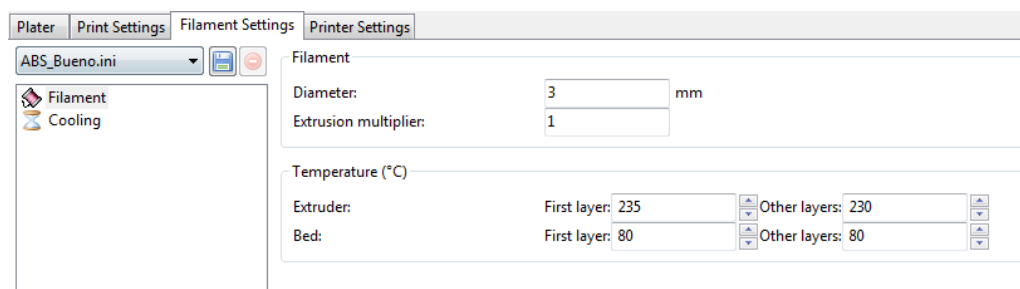 Plater Print Settings Filament Settings Printer Settings
ABS_Bueno.ini
Filament
Cooling
Filament
Diameter: 3 mm
Extrusion multiplier: 1
Temperature (°C)
Extruder: First layer: 235 Other layers: 230
Bed: First layer: 80 Other layers: 80